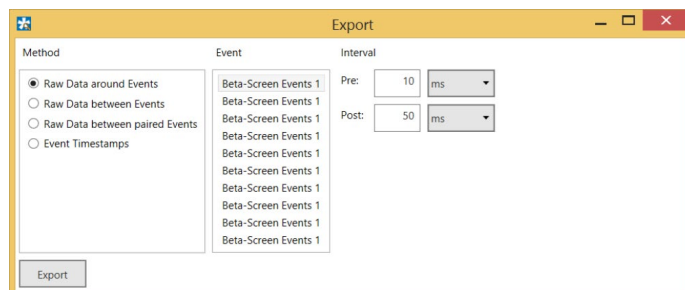 Export
Method
Event
Interval
Raw Data around Events
Raw Data between Events
Raw Data between paired Events
Event Timestamps
Beta-Screen Events 1
Beta-Screen Events 1
Beta-Screen Events 1
Beta-Screen Events 1
Beta-Screen Events 1
Beta-Screen Events 1
Beta-Screen Events 1
Beta-Screen Events 1
Beta-Screen Events 1
Beta-Screen Events 1
Pre: 10 ms
Post: 50 ms
Export